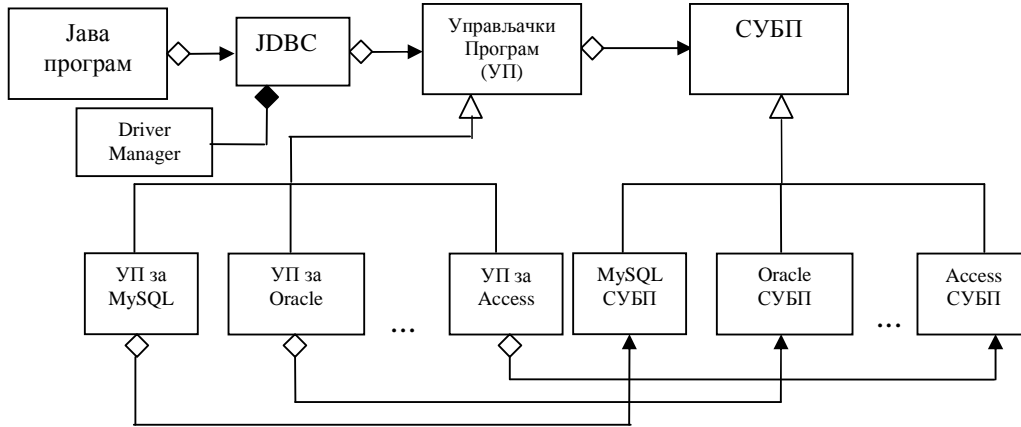 Јава
програм
JDBC
Управљачки
Програм
(УП)
СУБП
Driver
Manager
УП за
MySQL
УП за
Oracle
...
УП за
Access
MySQL
СУБП
Oracle
СУБП
...
Access
СУБП